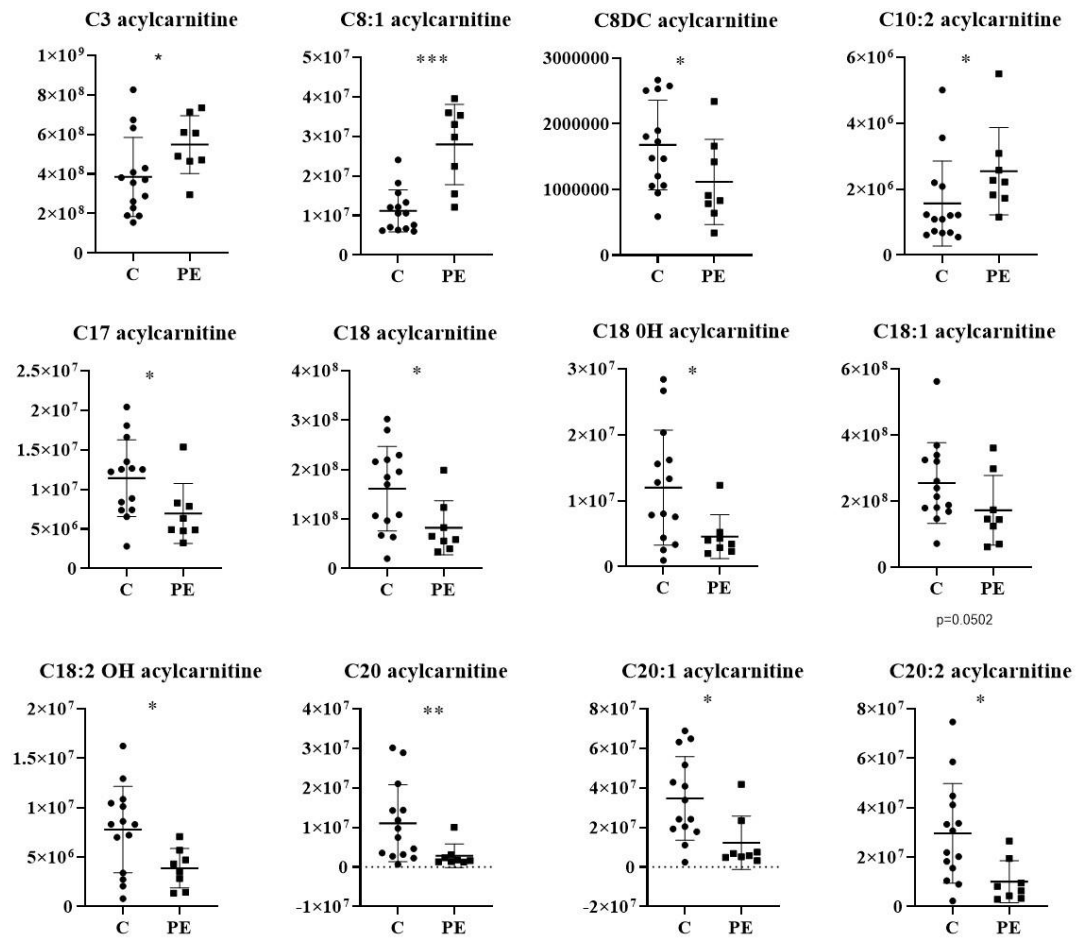 C3 acylcarnitine
1×10⁹
8×10⁸
6×10⁸
4×10⁸
2×10⁸
0
*
C PE
C8:1 acylcarnitine
5×10⁷
4×10⁷
3×10⁷
2×10⁷
1×10⁷
0
***
C PE
C8DC acylcarnitine
3000000
2000000
1000000
0
*
C PE
C10:2 acylcarnitine
6×10⁶
4×10⁶
2×10⁶
0
*
C PE
C17 acylcarnitine
2.5×10⁷
2×10⁷
1.5×10⁷
1×10⁷
5×10⁶
0
*
C PE
C18 acylcarnitine
4×10⁸
3×10⁸
2×10⁸
1×10⁸
0
*
C PE
C18 0H acylcarnitine
3×10⁷
2×10⁷
1×10⁷
0
*
C PE
C18:1 acylcarnitine
6×10⁸
4×10⁸
2×10⁸
0
C PE
p=0.0502
C18:2 OH acylcarnitine
2×10⁷
1.5×10⁷
1×10⁷
5×10⁶
0
*
C PE
C20 acylcarnitine
4×10⁷
3×10⁷
2×10⁷
1×10⁷
0
-1×10⁷
**
C PE
C20:1 acylcarnitine
8×10⁷
6×10⁷
4×10⁷
2×10⁷
0
-2×10⁷
*
C PE
C20:2 acylcarnitine
8×10⁷
6×10⁷
4×10⁷
2×10⁷
0
*
C PE